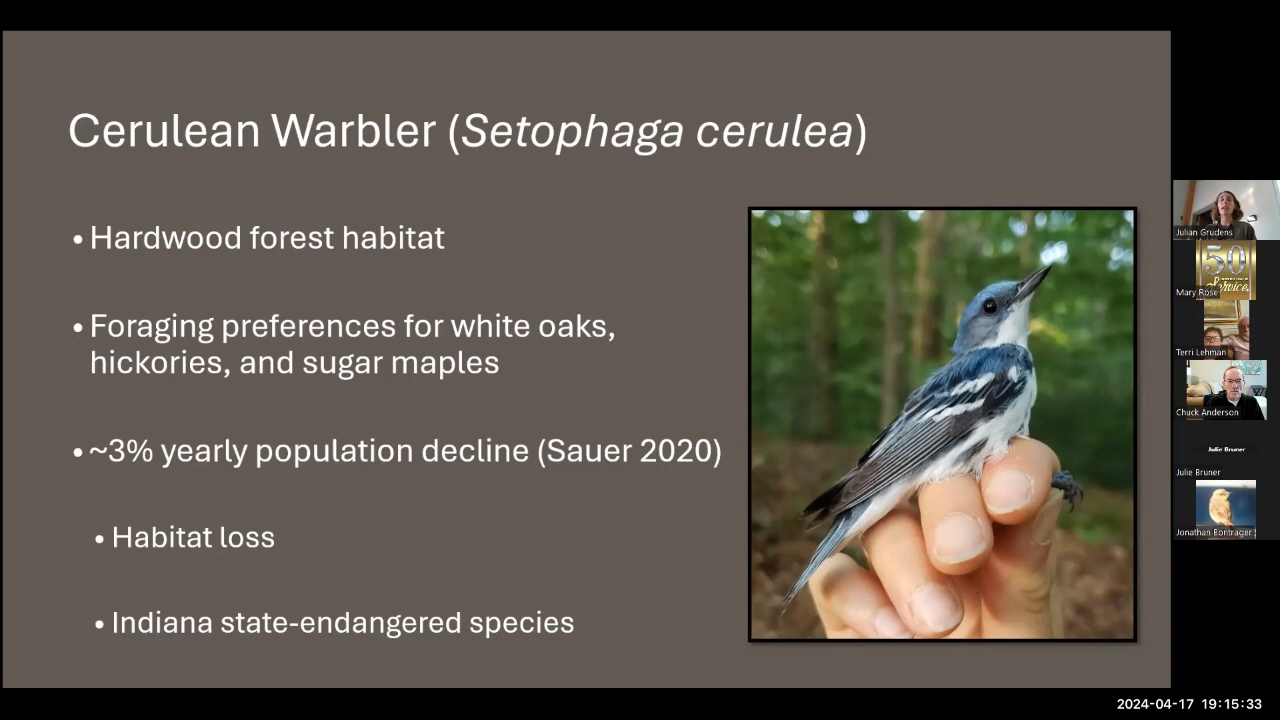 Cerulean Warbler (Setophaga cerulea)
• Hardwood forest habitat
• Foraging preferences for white oaks,
hickories, and sugar maples
• ~3% yearly population decline (Sauer 2020)
• Habitat loss
• Indiana state-endangered species
Julian Grudens
50
Service
Mary Rose
Terri Lehman
Chuck Anderson
Julie Bruner
Julie Bruner
Jonathan Bontrager
2024-04-17 19:15:33